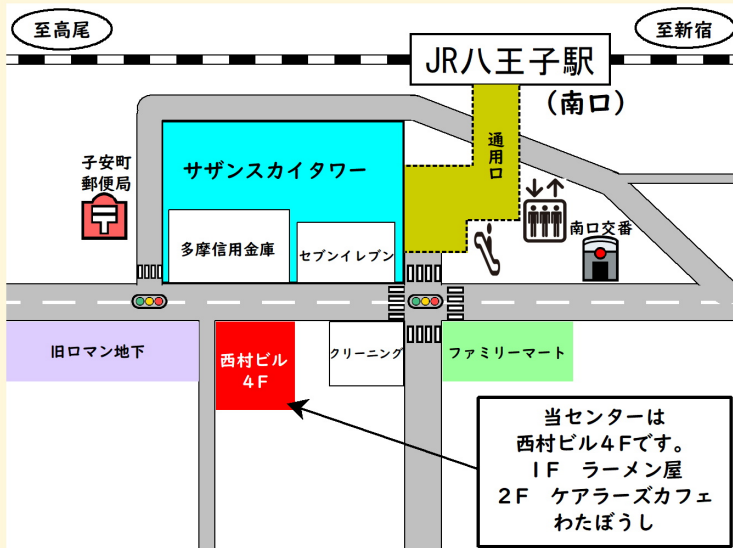 至高尾
至新宿
JR八王子駅
(南口)
通用口
サザンスカイタワー
子安町
郵便局
多摩信用金庫
セブンイレブン
南口交番
旧ロマン地下
西村ビル
4F
クリーニング
ファミリーマート
当センターは
西村ビル4Fです。
1F ラーメン屋
2F ケアラーズカフェ
わたぼうし